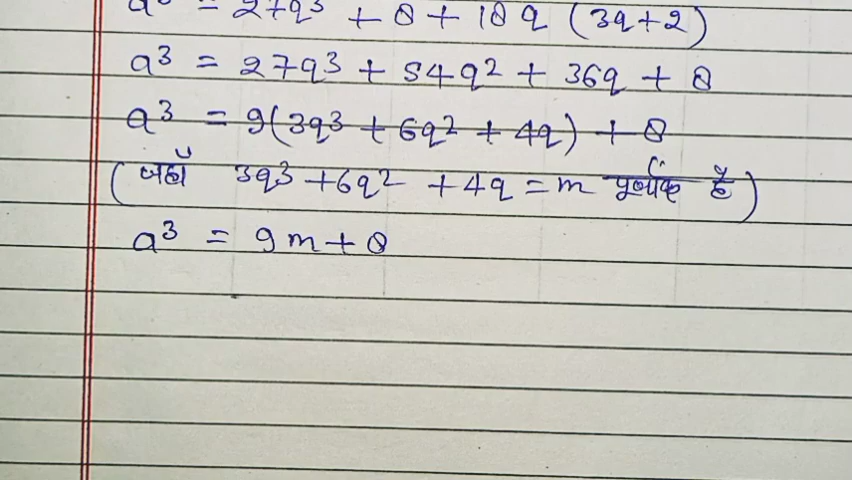 a³ = 27q³ + 8 + 18q (3q+2)
a³ = 27q³ + 54q² + 36q + 8
a³ = 9(3q³ + 6q² + 4q) + 8
(जहाँ 3q³ + 6q² + 4q = m पूर्णांक है)
a³ = 9m + 8